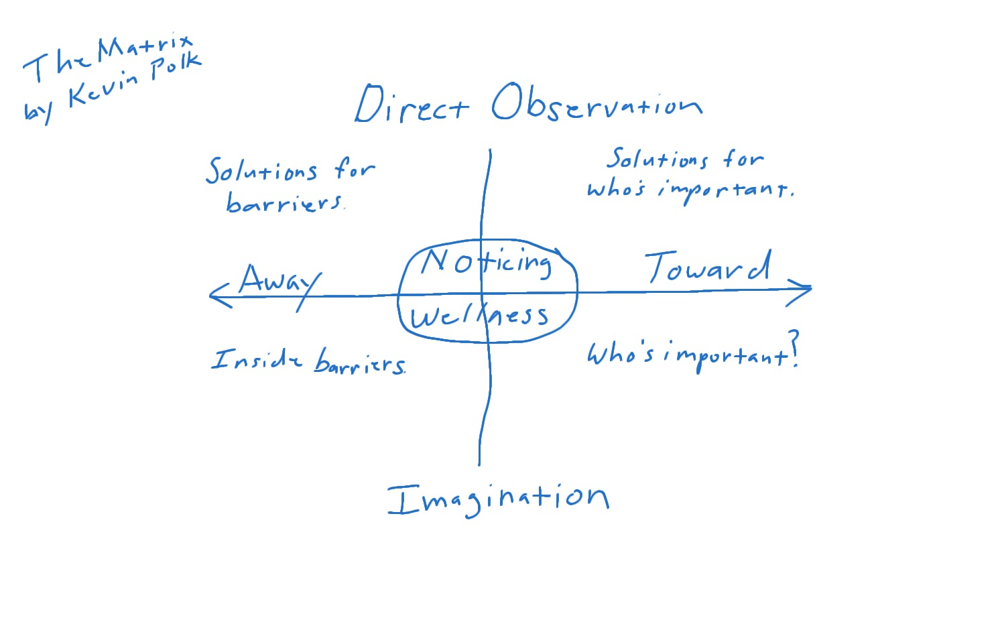 The Matrix
by Kevin Polk
Direct Observation
Solutions for
barriers.
Solutions for
who's important.
Away
Noticing
Wellness
Toward
Inside barriers.
Who's important?
Imagination